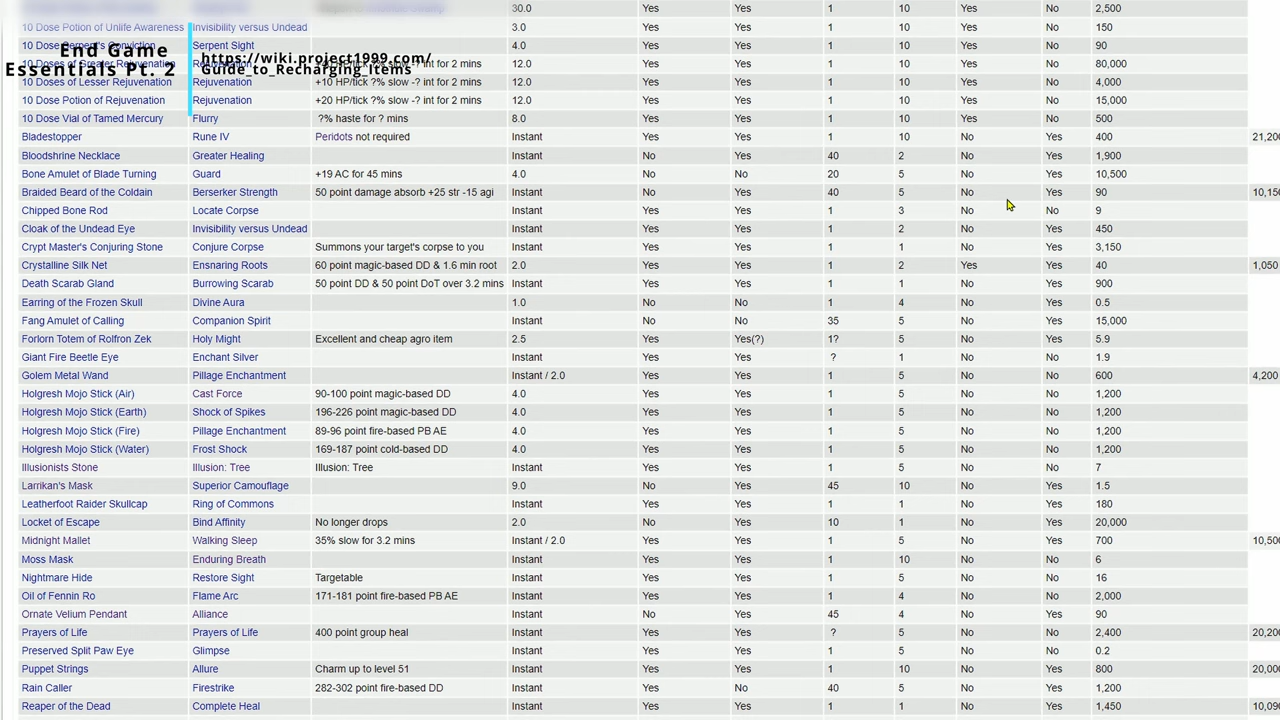 30.0 Yes Yes 1 10 Yes No 2,500
10 Dose Potion of Unlife Awareness Invisibility versus Undead 3.0 Yes Yes 1 10 Yes No 150
10 Dose Serpent's Conviction Serpent Sight 4.0 Yes Yes 1 10 Yes No 90
End Game
Essentials Pt. 2
https://wiki.project1999.com/
Guide_to_Recharging_Items
10 Doses of Greater Rejuvenation int for 2 mins 12.0 Yes Yes 1 10 Yes No 80,000
10 Doses of Lesser Rejuvenation Rejuvenation +10 HP/tick ?% slow -? int for 2 mins 12.0 Yes Yes 1 10 Yes No 4,000
10 Dose Potion of Rejuvenation Rejuvenation +20 HP/tick ?% slow -? int for 2 mins 12.0 Yes Yes 1 10 Yes No 15,000
10 Dose Vial of Tamed Mercury Flurry ?% haste for ? mins 8.0 Yes Yes 1 10 Yes No 500
Bladestopper Rune IV Peridots not required Instant Yes Yes 1 10 No Yes 400 21,200
Bloodshrine Necklace Greater Healing Instant No Yes 40 2 No Yes 1,900
Bone Amulet of Blade Turning Guard +19 AC for 45 mins 4.0 No No 20 5 No Yes 10,500
Braided Beard of the Coldain Berserker Strength 50 point damage absorb +25 str -15 agi Instant No Yes 40 5 No Yes 90 10,150
Chipped Bone Rod Locate Corpse Instant Yes Yes 1 3 No No 9
Cloak of the Undead Eye Invisibility versus Undead Instant Yes Yes 1 2 No Yes 450
Crypt Master's Conjuring Stone Conjure Corpse Summons your target's corpse to you Instant Yes Yes 1 1 No Yes 3,150
Crystalline Silk Net Ensnaring Roots 60 point magic-based DD & 1.6 min root 2.0 Yes Yes 1 2 Yes Yes 40 1,050
Death Scarab Gland Burrowing Scarab 50 point DD & 50 point DoT over 3.2 mins Instant Yes Yes 1 1 No Yes 900
Earring of the Frozen Skull Divine Aura 1.0 No No 1 4 No Yes 0.5
Fang Amulet of Calling Companion Spirit Instant No No 35 5 No Yes 15,000
Forlorn Totem of Rolfron Zek Holy Might Excellent and cheap agro item 2.5 Yes Yes(?) 1? 5 No Yes 5.9
Giant Fire Beetle Eye Enchant Silver Instant Yes Yes ? 1 No No 1.9
Golem Metal Wand Pillage Enchantment Instant / 2.0 Yes Yes 1 5 No Yes 600 4,200
Holgresh Mojo Stick (Air) Cast Force 90-100 point magic-based DD 4.0 Yes Yes 1 5 No No 1,200
Holgresh Mojo Stick (Earth) Shock of Spikes 196-226 point magic-based DD 4.0 Yes Yes 1 5 No No 1,200
Holgresh Mojo Stick (Fire) Pillage Enchantment 89-96 point fire-based PB AE 4.0 Yes Yes 1 5 No No 1,200
Holgresh Mojo Stick (Water) Frost Shock 169-187 point cold-based DD 4.0 Yes Yes 1 5 No No 1,200
Illusionists Stone Illusion: Tree Illusion: Tree Instant Yes Yes 1 5 No No 7
Larrikan's Mask Superior Camouflage 9.0 No Yes 45 10 No Yes 1.5
Leatherfoot Raider Skullcap Ring of Commons Instant Yes Yes 1 1 No Yes 180
Locket of Escape Bind Affinity No longer drops 2.0 No Yes 10 1 No Yes 20,000
Midnight Mallet Walking Sleep 35% slow for 3.2 mins Instant / 2.0 Yes Yes 1 5 No Yes 700 10,500
Moss Mask Enduring Breath Instant Yes Yes 1 10 No No 6
Nightmare Hide Restore Sight Targetable Instant Yes Yes 1 5 No No 16
Oil of Fennin Ro Flame Arc 171-181 point fire-based PB AE Instant Yes Yes 1 4 No No 2,000
Ornate Velium Pendant Alliance Instant No Yes 45 4 No Yes 90
Prayers of Life Prayers of Life 400 point group heal Instant Yes Yes ? 5 No No 2,400 20,200
Preserved Split Paw Eye Glimpse Instant Yes Yes 1 5 No No 0.2
Puppet Strings Allure Charm up to level 51 Instant Yes Yes 1 10 No Yes 800 20,000
Rain Caller Firestrike 282-302 point fire-based DD Instant Yes No 40 5 No Yes 1,200
Reaper of the Dead Complete Heal Instant Yes Yes 1 1 No Yes 1,450 10,090